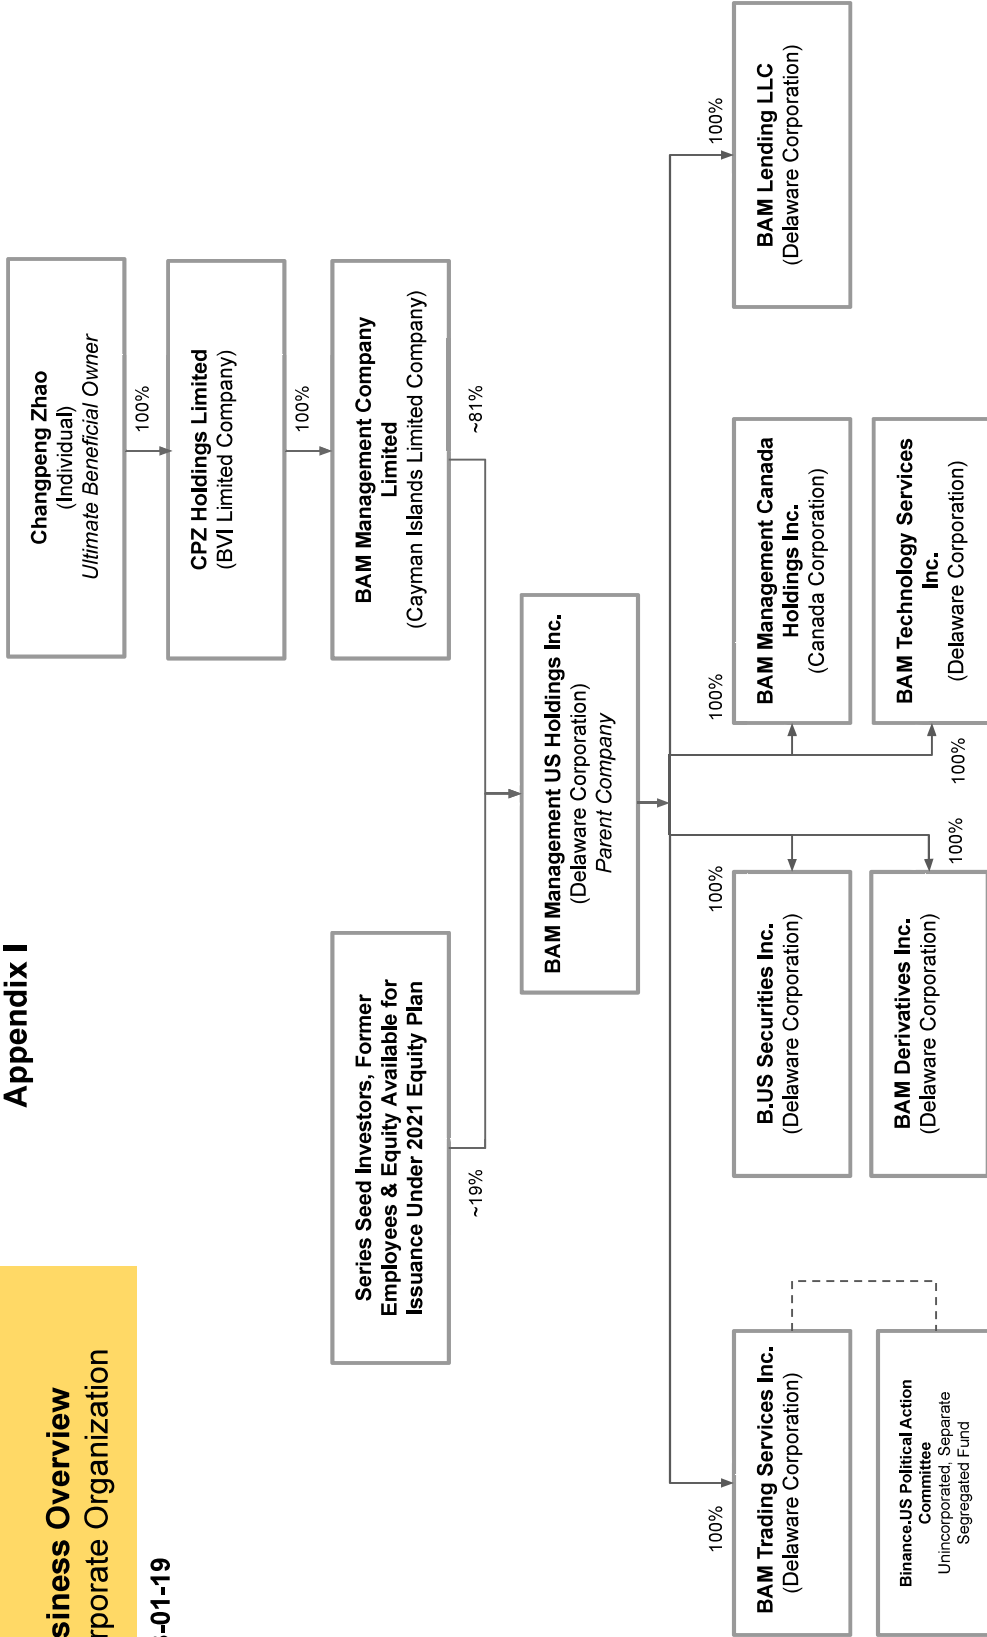 siness Overview
rporate Organization
-01-19
Appendix I
Changpeng Zhao
(Individual)
Ultimate Beneficial Owner
100%
CPZ Holdings Limited
(BVI Limited Company)
100%
Series Seed Investors, Former
Employees & Equity Available for
Issuance Under 2021 Equity Plan
~19%
BAM Management Company
Limited
(Cayman Islands Limited Company)
~81%
BAM Management US Holdings Inc.
(Delaware Corporation)
Parent Company
100%
BAM Trading Services Inc.
(Delaware Corporation)
100%
B.US Securities Inc.
(Delaware Corporation)
100%
BAM Management Canada
Holdings Inc.
(Canada Corporation)
100%
BAM Lending LLC
(Delaware Corporation)
Binance.US Political Action
Committee
Unincorporated, Separate
Segregated Fund
BAM Derivatives Inc.
(Delaware Corporation)
100%
BAM Technology Services
Inc.
(Delaware Corporation)
100%